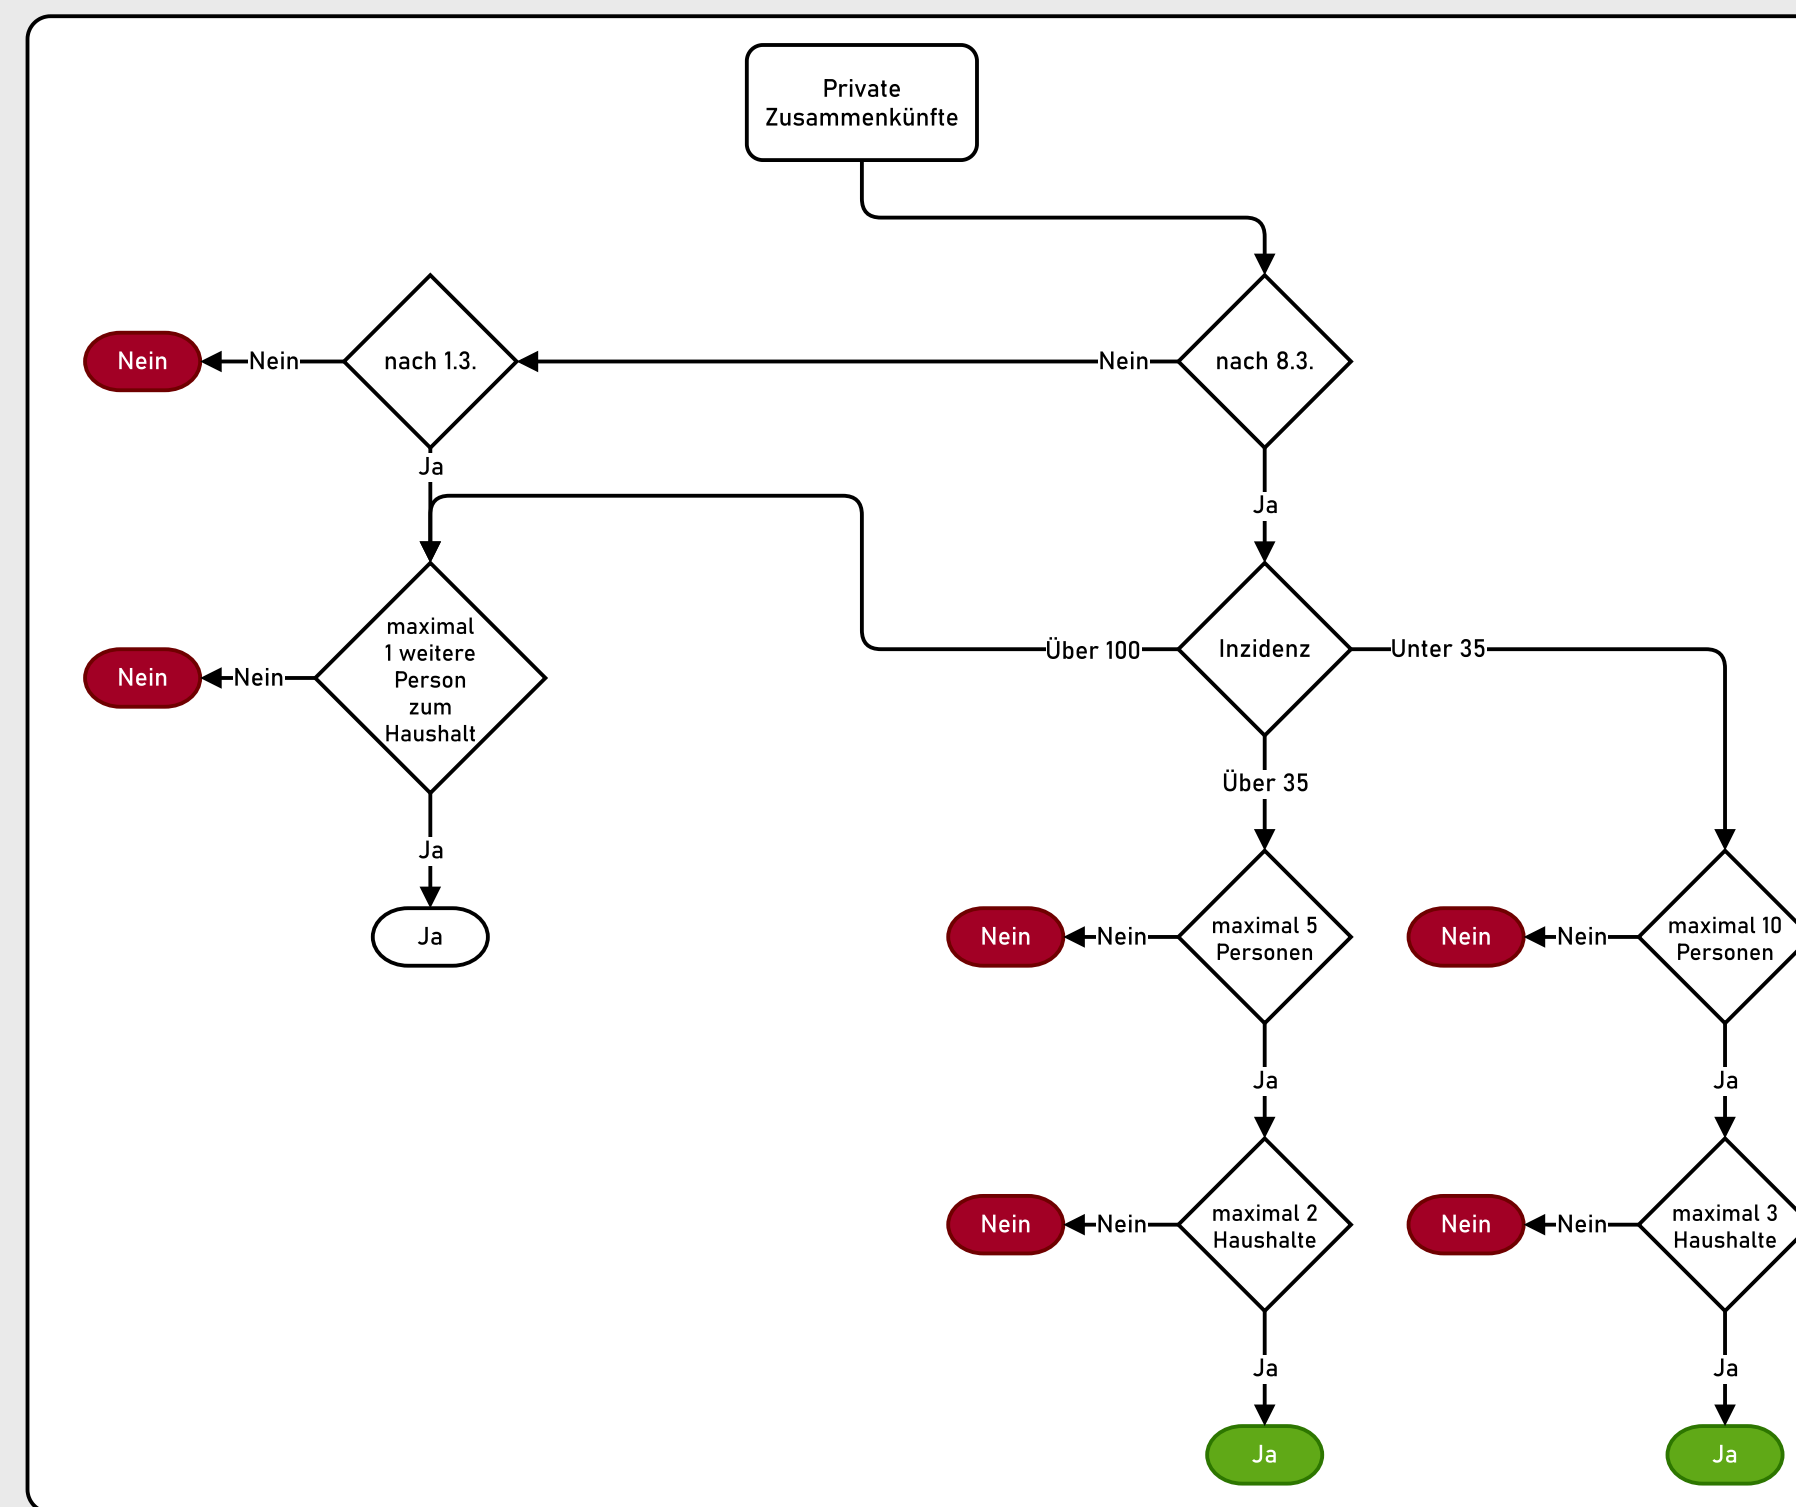 Private
Zusammenkünfte
Nein
Nein
nach 1.3.
Nein
nach 8.3.
Ja
Ja
maximal
1 weitere
Person
zum
Haushalt
Nein
Nein
Über 100
Inzidenz
Unter 35
Über 35
Ja
Ja
Nein
Nein
maximal 5
Personen
Nein
Nein
maximal 10
Personen
Ja
Ja
Nein
Nein
maximal 2
Haushalte
Nein
Nein
maximal 3
Haushalte
Ja
Ja
Ja
Ja